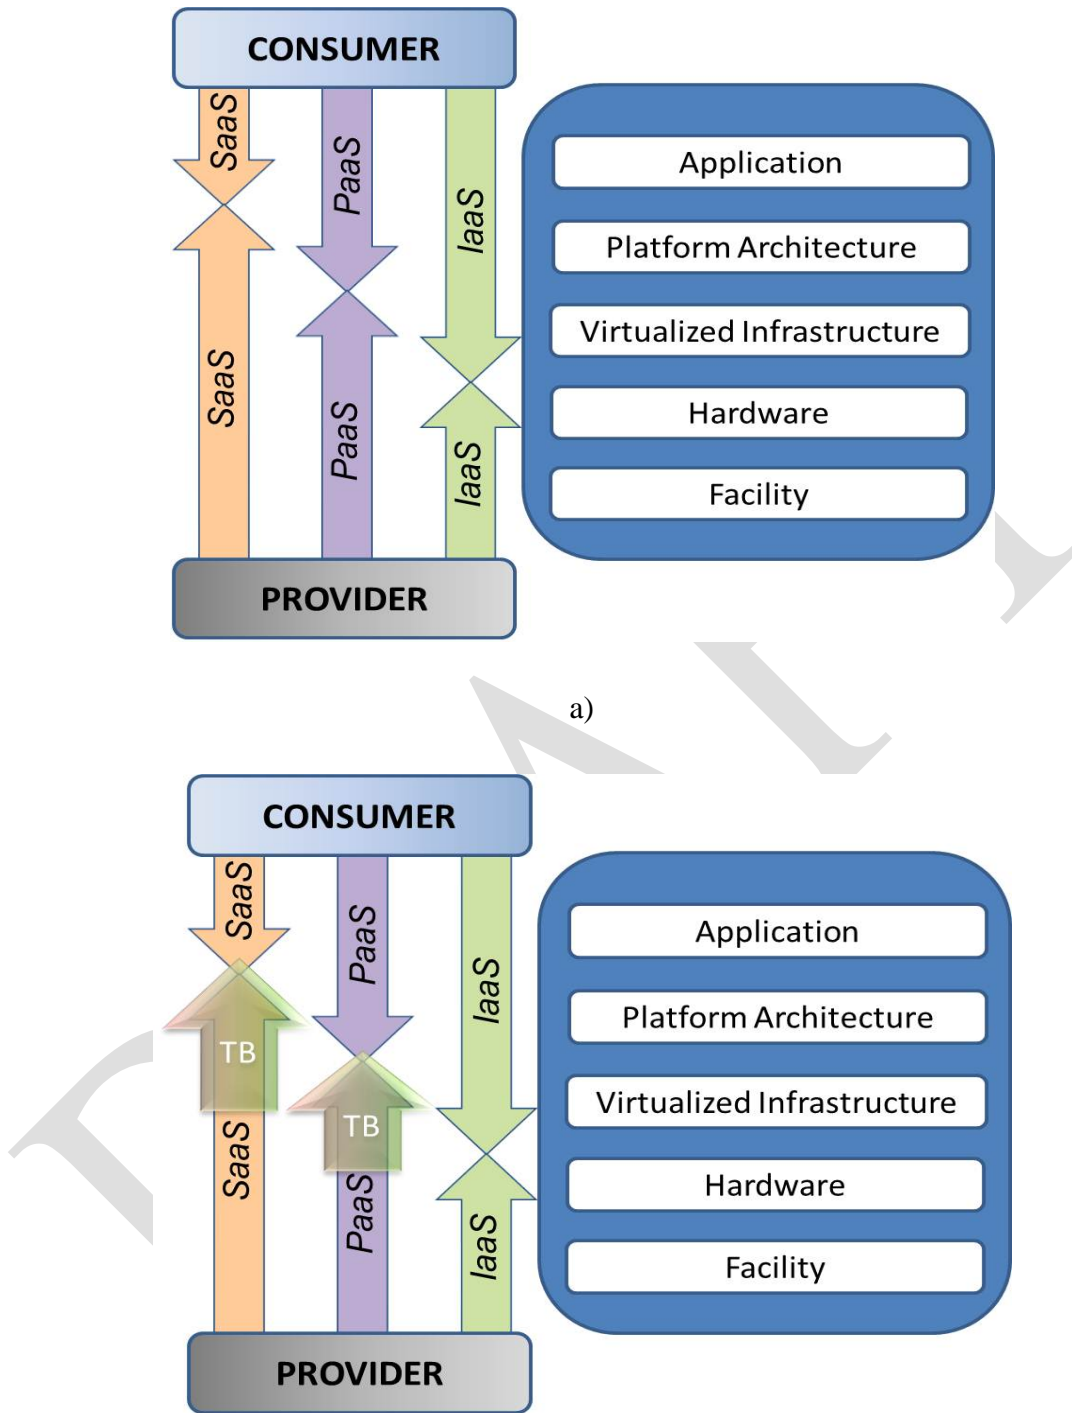 CONSUMER
SaaS
PaaS
IaaS
SaaS
PaaS
IaaS
PROVIDER
Application
Platform Architecture
Virtualized Infrastructure
Hardware
Facility
a)
CONSUMER
SaaS
PaaS
IaaS
TB
TB
SaaS
PaaS
IaaS
PROVIDER
Application
Platform Architecture
Virtualized Infrastructure
Hardware
Facility